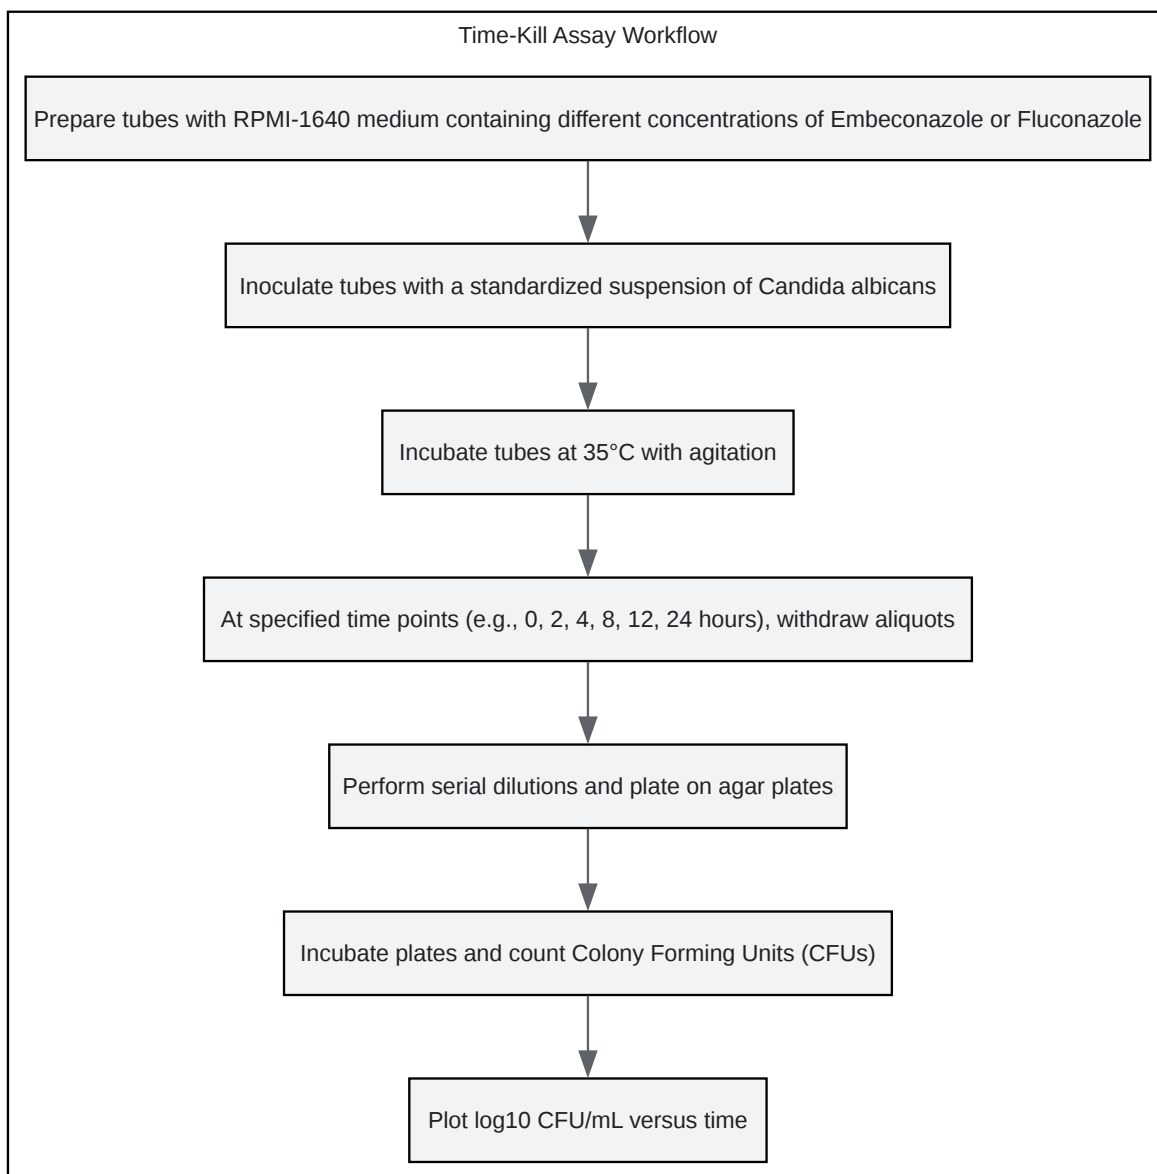 Time-Kill Assay Workflow
Prepare tubes with RPMI-1640 medium containing different concentrations of Embeconazole or Fluconazole
Inoculate tubes with a standardized suspension of Candida albicans
Incubate tubes at 35°C with agitation
At specified time points (e.g., 0, 2, 4, 8, 12, 24 hours), withdraw aliquots
Perform serial dilutions and plate on agar plates
Incubate plates and count Colony Forming Units (CFUs)
Plot log10 CFU/mL versus time